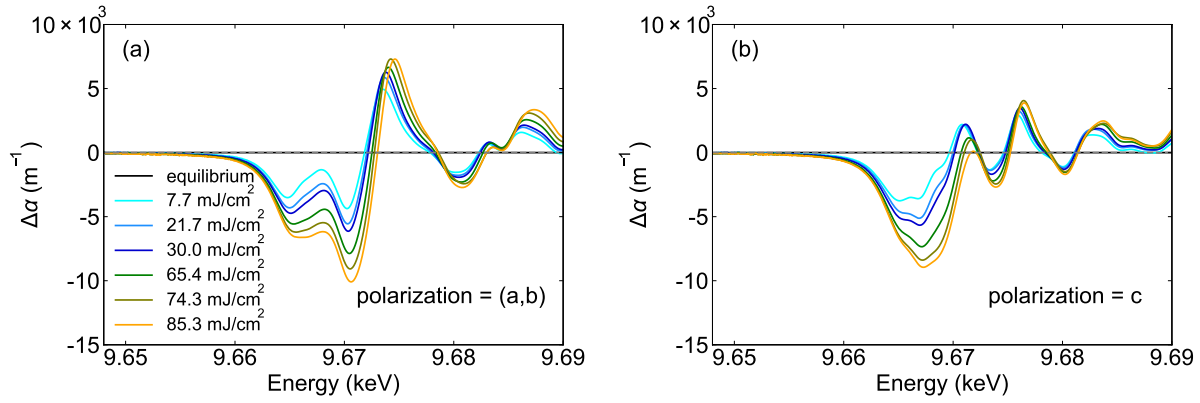 10 × 10³
(a)
5
0
-5
-10
-15
Δα (m⁻¹)
equilibrium
7.7 mJ/cm²
21.7 mJ/cm²
30.0 mJ/cm²
65.4 mJ/cm²
74.3 mJ/cm²
85.3 mJ/cm²
polarization = (a,b)
9.65 9.66 9.67 9.68 9.69
Energy (keV)
10 × 10³
(b)
5
0
-5
-10
-15
Δα (m⁻¹)
polarization = c
9.65 9.66 9.67 9.68 9.69
Energy (keV)